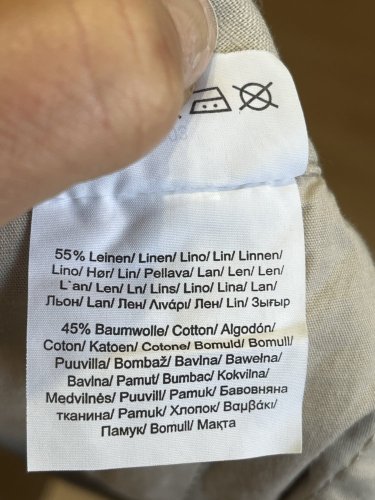 55% Leinen/ Linen/ Lino/ Lin/ Linnen/
Lino/ Hør/ Lin/ Pellava/ Lan/ Len/ Len/
L`an/ Len/ Ln/ Lins/ Lino/ Lina/ Lan/
Льон/ Lan/ Лен/ Λινάρι/ Лен/ Lin/ Зығыр
45% Baumwolle/ Cotton/ Algodón/
Coton/ Katoen/ Cotone/ Bomuld/ Bomull/
Puuvilla/ Bombaž/ Bavlna/ Bawełna/
Bavlna/ Pamut/ Bumbac/ Kokvilna/
Medvilnės/ Puuvill/ Pamuk/ Бавовняна
тканина/ Pamuk/ Хлопок/ Βαμβάκι/
Памук/ Bomull/ Мақта